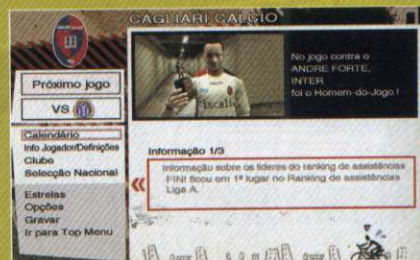 CAGLIARI CALCIO
No jogo contra o
ANDRE FORTE,
INTER
foi o Homem-do-Jogo !
Próximo jogo
VS
Calendário
Info Jogador/Definições
Clube
Selecção Nacional
Estrelas
Opções
Gravar
Ir para Top Menu
Informação 1/3
Informação sobre os líderes do ranking de assistências
FINI ficou em 1º lugar no Ranking de assistências
Liga A.